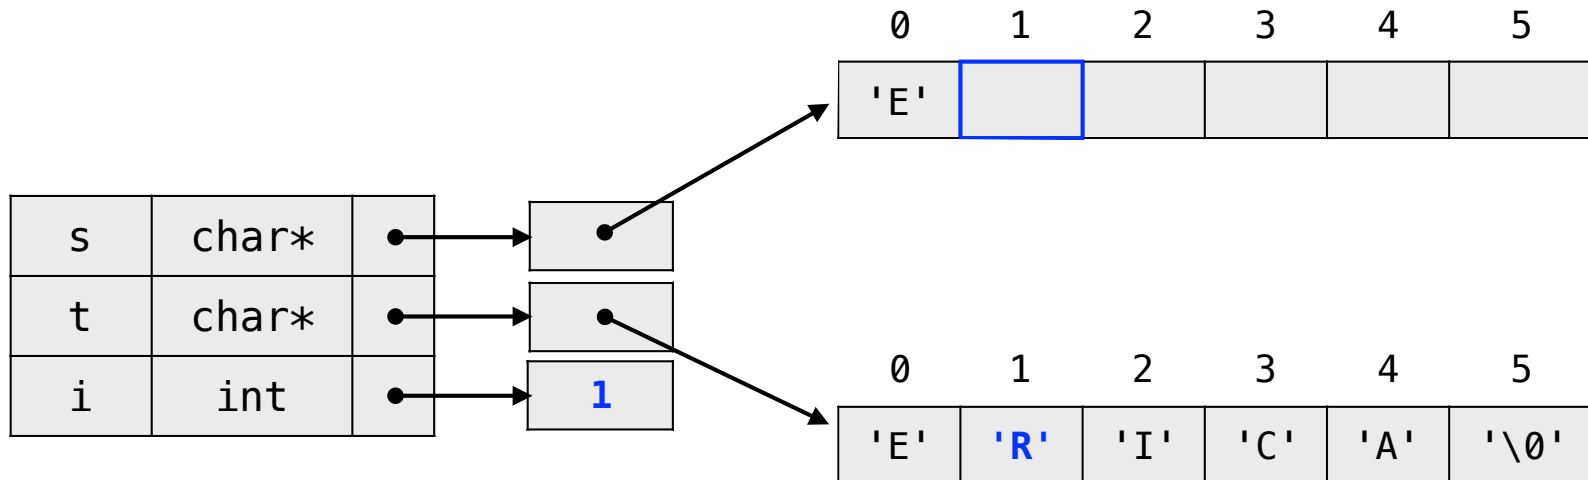 0 1 2 3 4 5
'E'
s char*
t char*
i int 1
0 1 2 3 4 5
'E' 'R' 'I' 'C' 'A' '\0'